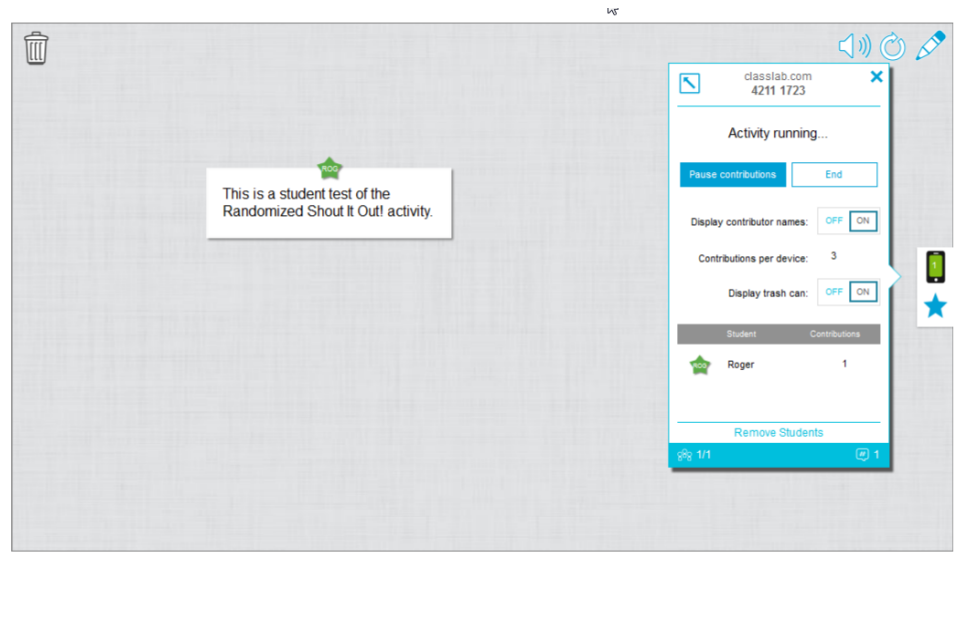 classlab.com
4211 1723
Activity running...
Pause contributions
End
ROG
This is a student test of the
Randomized Shout It Out! activity.
Display contributor names:
OFF
ON
Contributions per device:
3
Display trash can:
OFF
ON
Student
Contributions
ROG
Roger
1
Remove Students
1/1
1
1